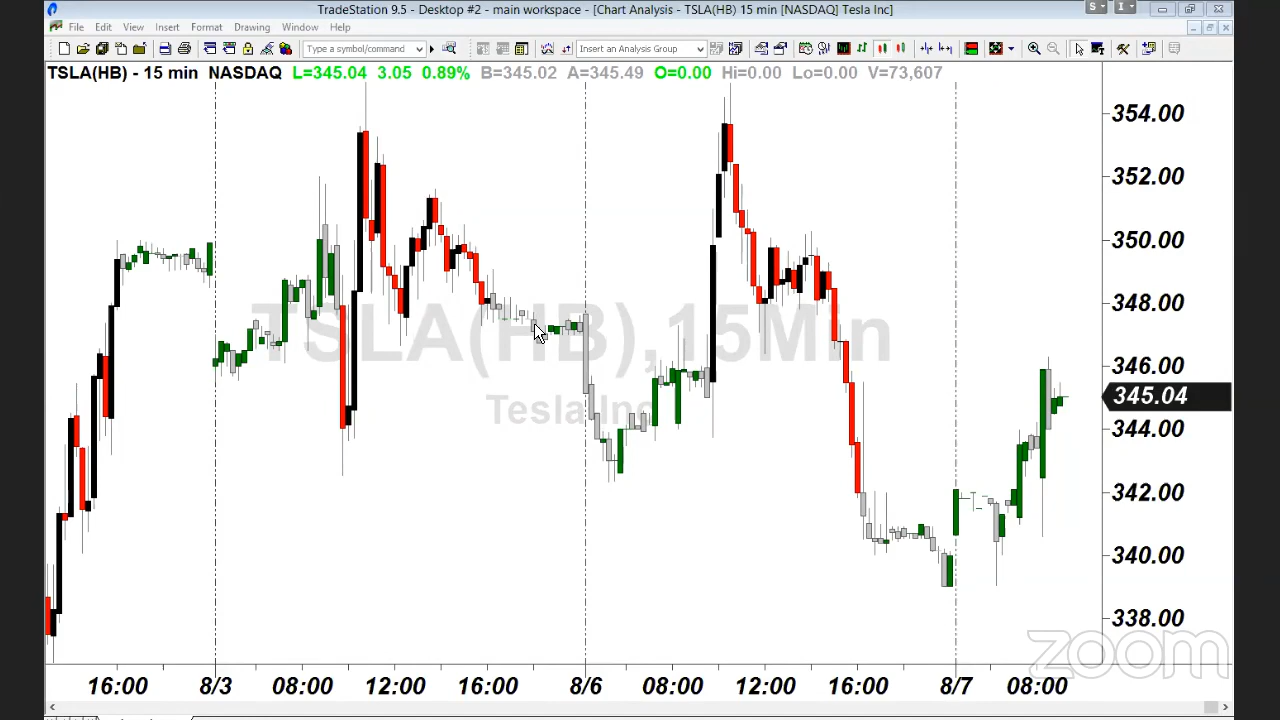 TradeStation 9.5 - Desktop #2 - main workspace - [Chart Analysis - TSLA(HB) 15 min [NASDAQ] Tesla Inc]
S I
File Edit View Insert Format Drawing Window Help
Type a symbol/command Insert an Analysis Group
TSLA(HB) - 15 min NASDAQ L=345.04 3.05 0.89% B=345.02 A=345.49 O=0.00 Hi=0.00 Lo=0.00 V=73,607
354.00
352.00
350.00
348.00
TSLA(HB), 15Min
346.00
345.04
Tesla Inc
344.00
342.00
340.00
338.00
zoom
16:00 8/3 08:00 12:00 16:00 8/6 08:00 12:00 16:00 8/7 08:00